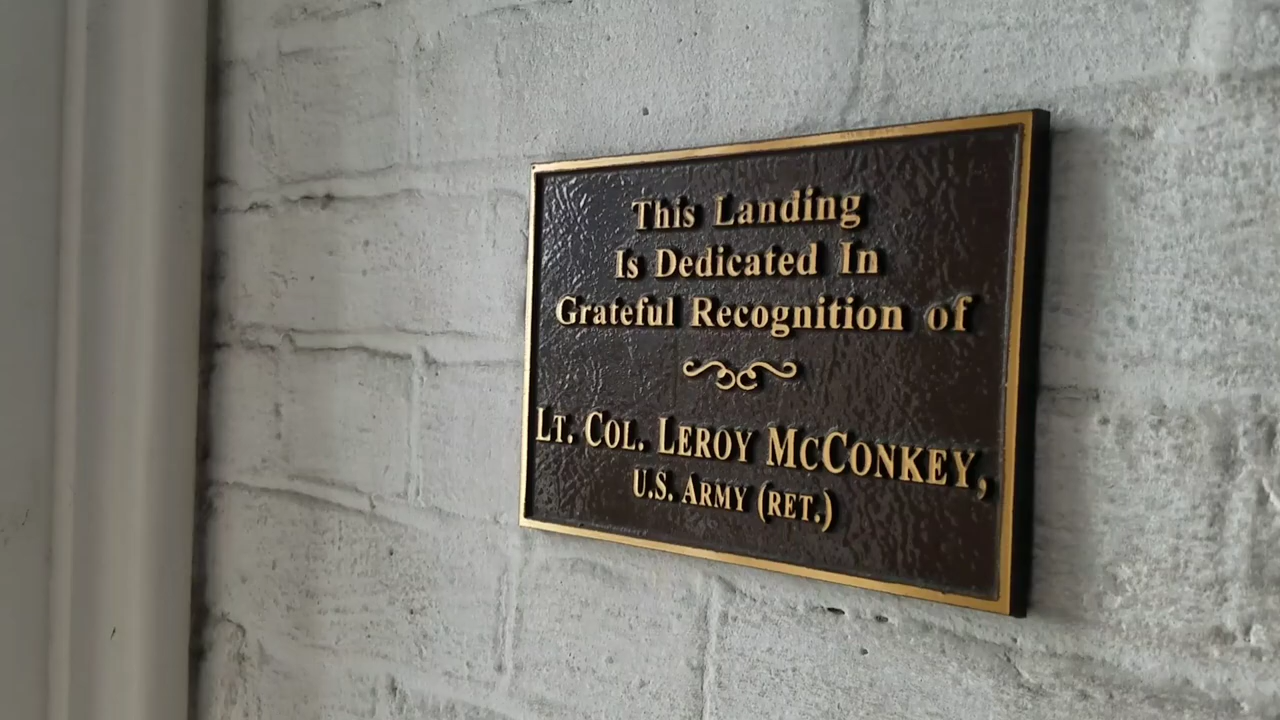 This Landing
Is Dedicated In
Grateful Recognition of
LT. COL. LEROY MCCONKEY,
U.S. ARMY (RET.)